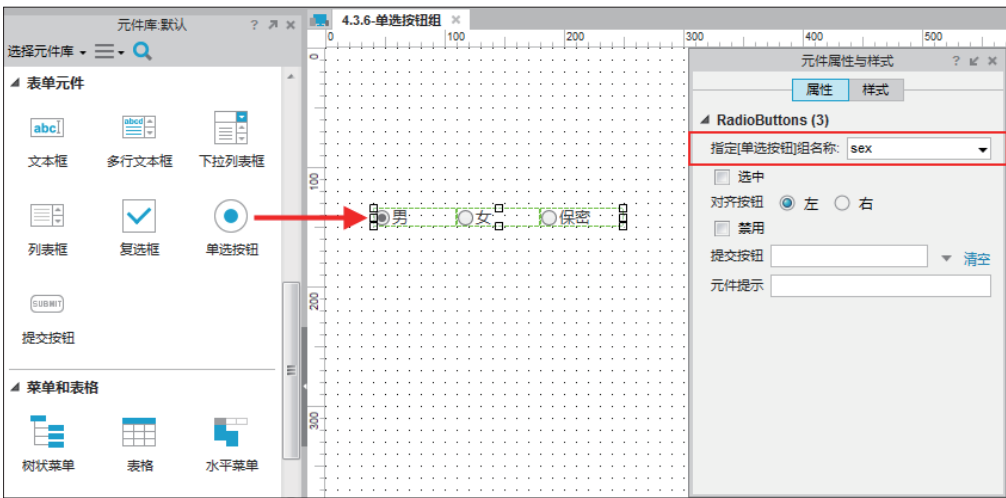 元件库:默认
选择元件库
表单元件
abc
abcd
文本框
多行文本框
下拉列表框
列表框
复选框
单选按钮
SUBMIT
提交按钮
菜单和表格
树状菜单
表格
水平菜单
4.3.6-单选按钮组
0 100 200 300 400 500
0
100
200
300
男 女 保密
元件属性与样式
属性 样式
RadioButtons (3)
指定[单选按钮]组名称: sex
选中
对齐按钮 左 右
禁用
提交按钮 清空
元件提示